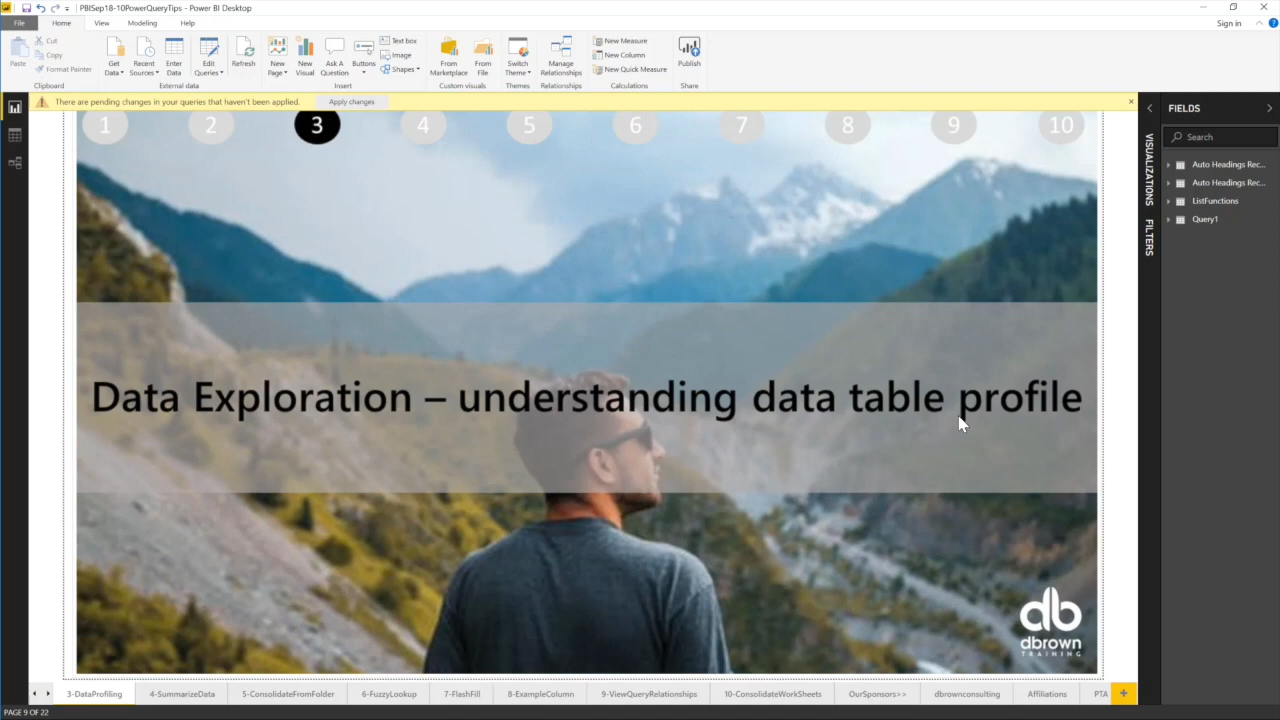 PBISep18-10PowerQueryTips - Power BI Desktop
File Home View Modeling Help Sign in
Paste
Cut
Copy
Format Painter
Clipboard
Get Data
Recent Sources
Enter Data
Edit Queries
Refresh
External data
New Page
New Visual
Ask A Question
Buttons
Text box
Image
Shapes
Insert
From Marketplace
From File
Custom visuals
Switch Theme
Themes
Manage Relationships
Relationships
New Measure
New Column
New Quick Measure
Calculations
Publish
Share
There are pending changes in your queries that haven't been applied. Apply changes
1 2 3 4 5 6 7 8 9 10
Data Exploration – understanding data table profile
db
dbrown
TRAINING
VISUALIZATIONS
FILTERS
FIELDS
Search
Auto Headings Rec...
Auto Headings Rec...
ListFunctions
Query1
3-DataProfiling 4-SummarizeData 5-ConsolidateFromFolder 6-FuzzyLookup 7-FlashFill 8-ExampleColumn 9-ViewQueryRelationships 10-ConsolidateWorkSheets OurSponsors>> dbrownconsulting Affiliations PTA
PAGE 9 OF 22